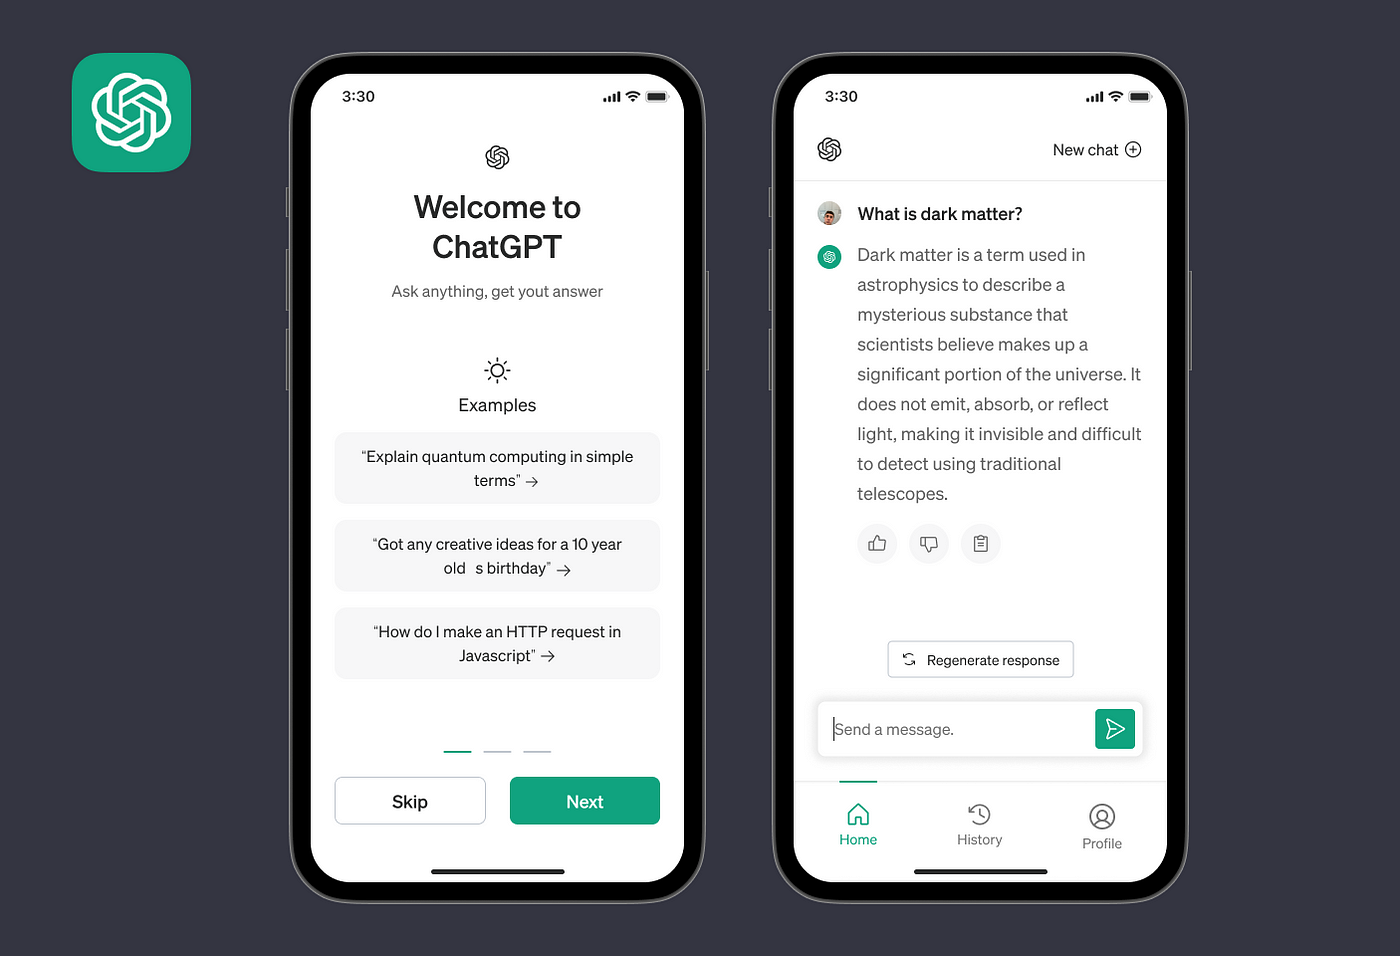 3:30
Welcome to
ChatGPT
Ask anything, get yout answer
Examples
“Explain quantum computing in simple
terms” →
“Got any creative ideas for a 10 year
old  s birthday” →
“How do I make an HTTP request in
Javascript” →
Skip
Next
3:30
New chat
What is dark matter?
Dark matter is a term used in
astrophysics to describe a
mysterious substance that
scientists believe makes up a
significant portion of the universe. It
does not emit, absorb, or reflect
light, making it invisible and difficult
to detect using traditional
telescopes.
Regenerate response
Send a message.
Home
History
Profile